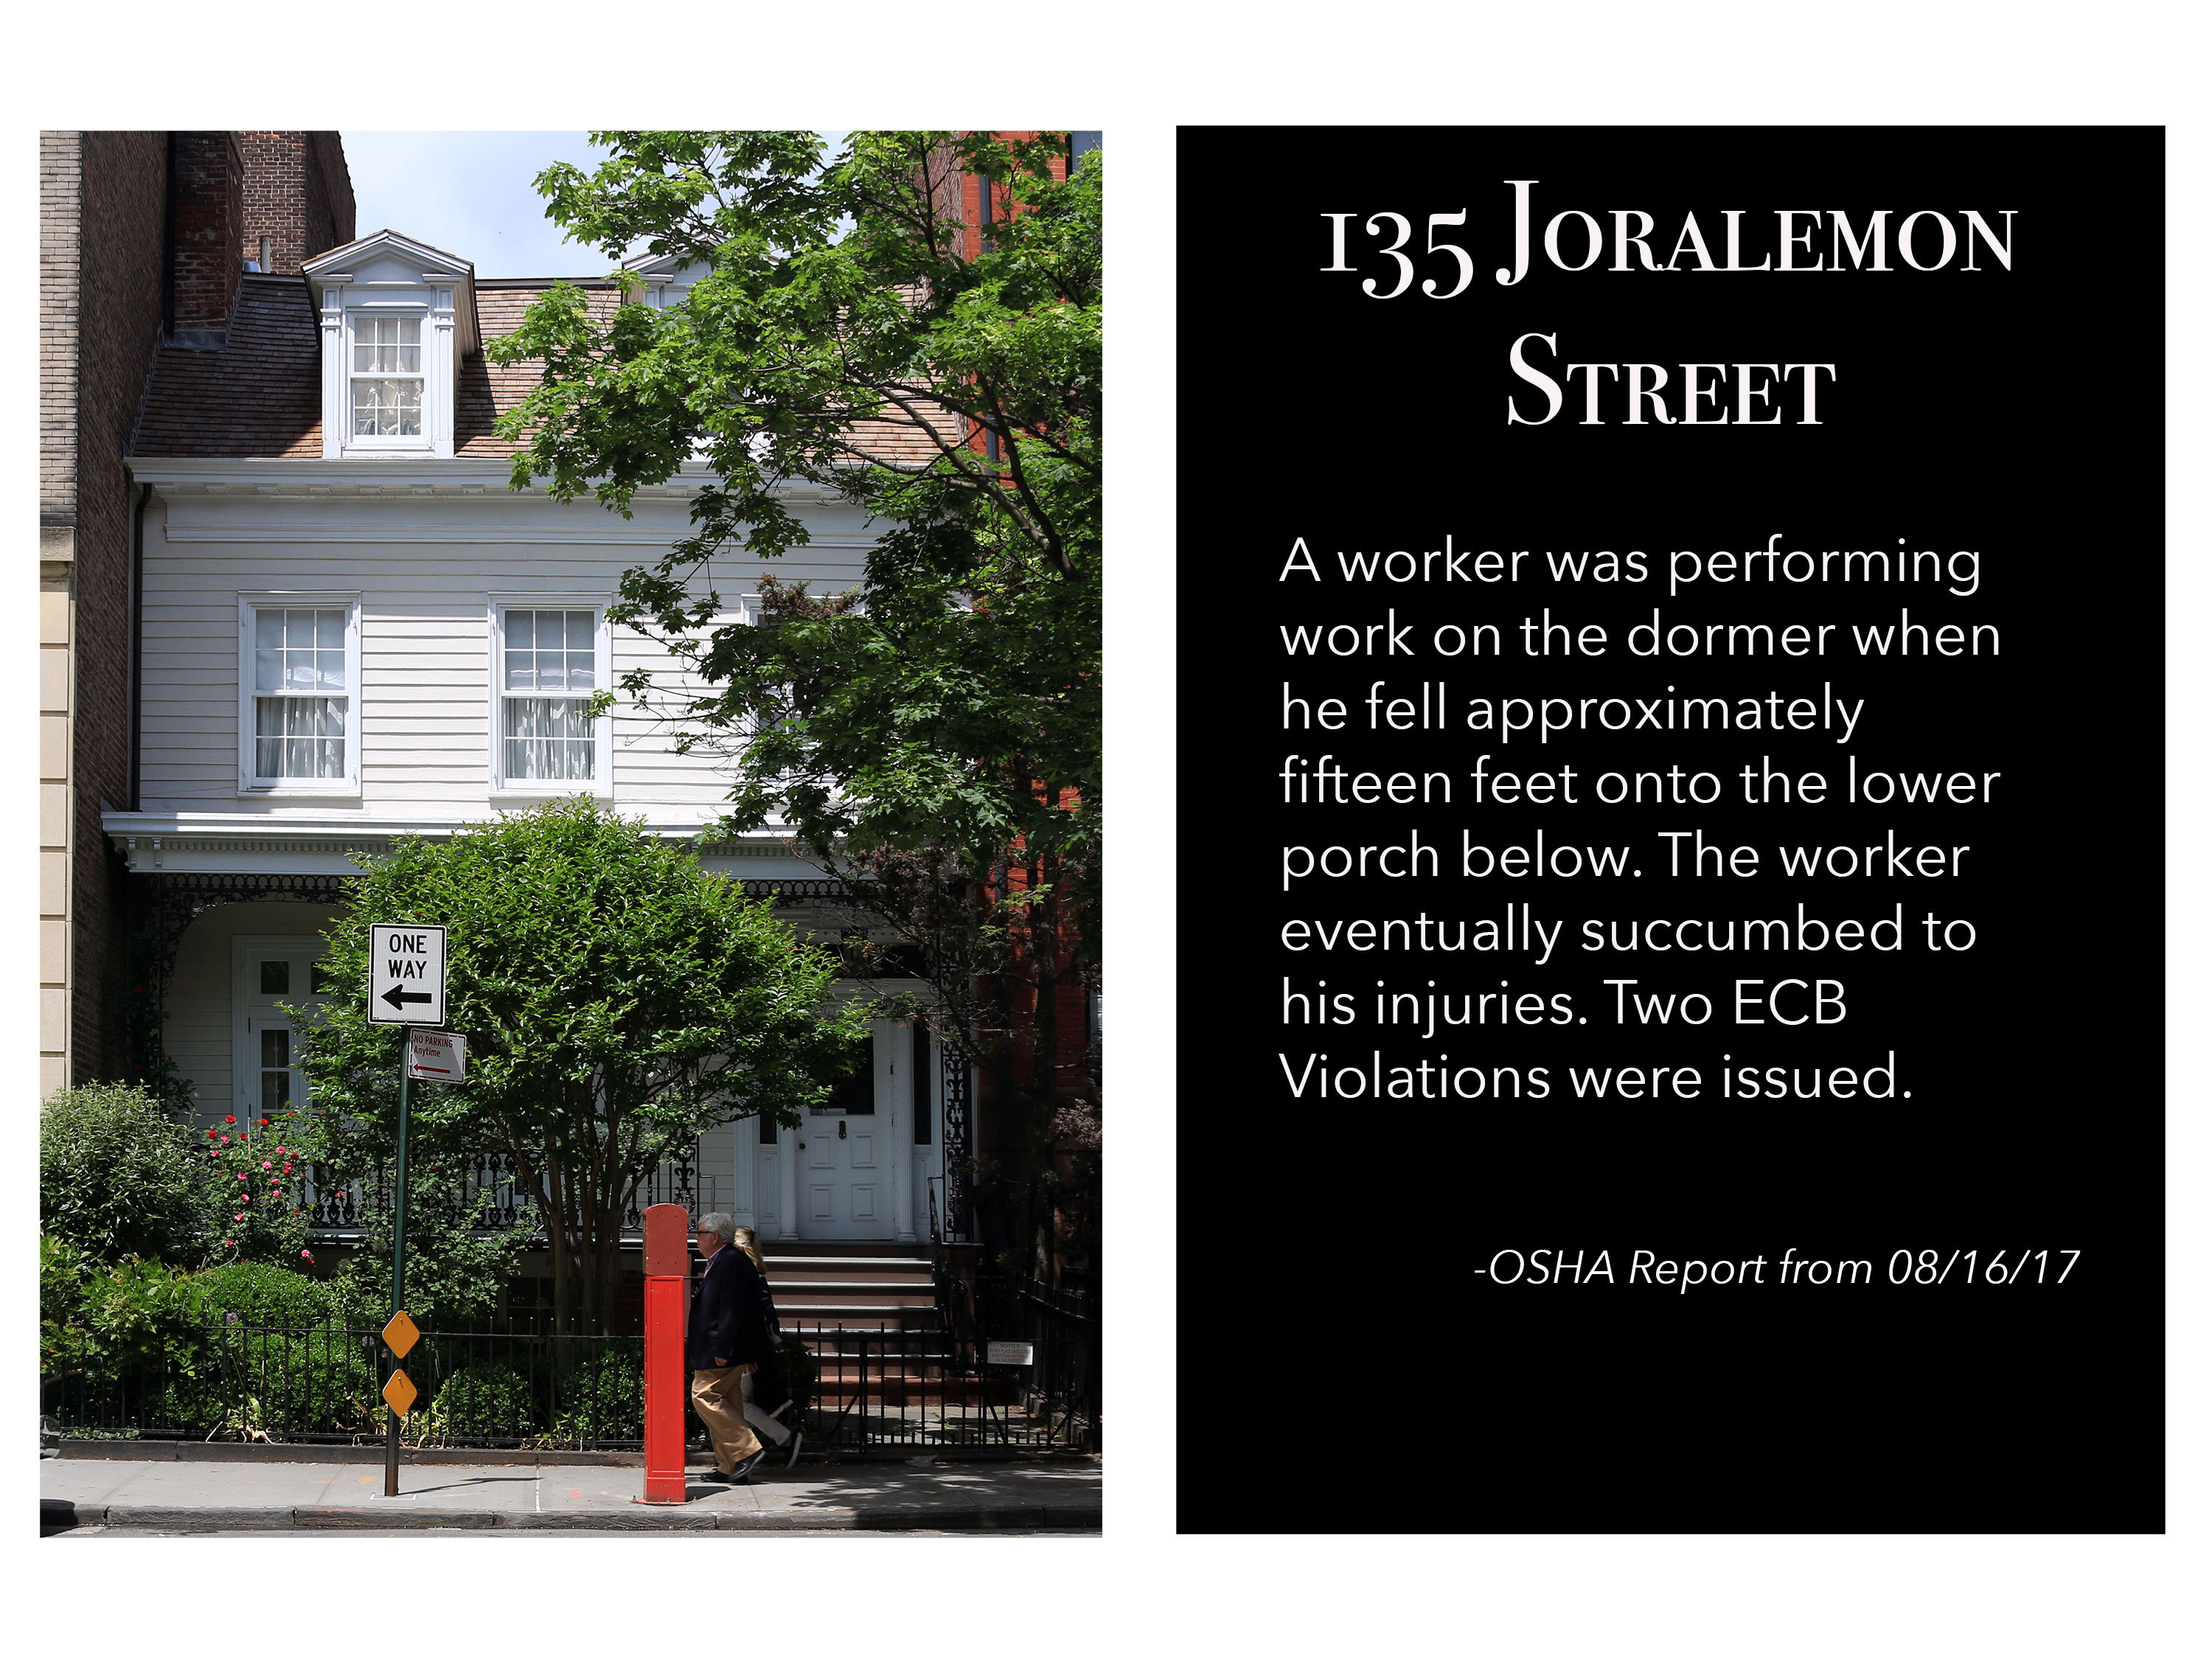 ONE
WAY
NO PARKING
Anytime
NOTICE
135 Joralemon
Street
A worker was performing
work on the dormer when
he fell approximately
fifteen feet onto the lower
porch below. The worker
eventually succumbed to
his injuries. Two ECB
Violations were issued.
-OSHA Report from 08/16/17